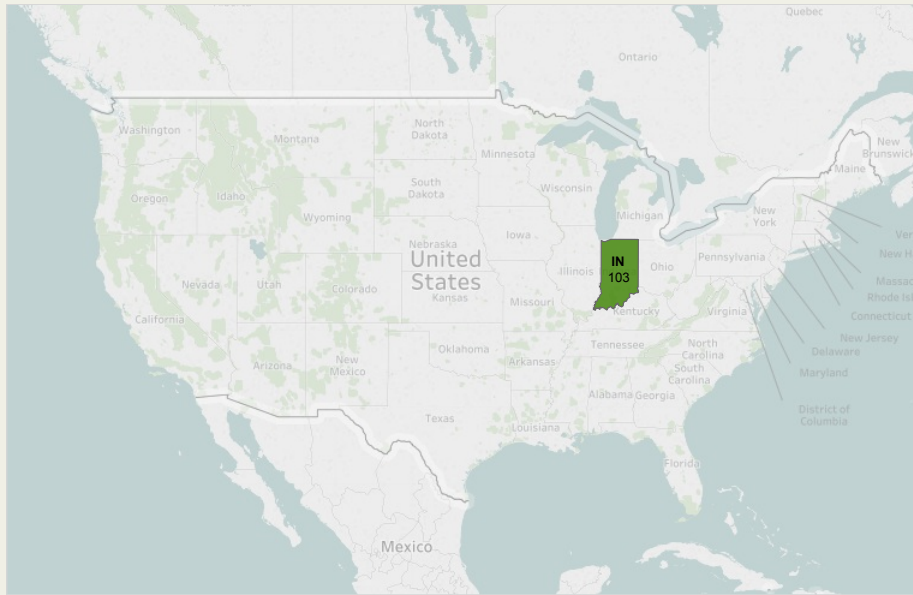 Quebec
Ontario
Washington
Montana
North
Dakota
Minnesota
New
Brunswick
Maine
Oregon
Idaho
South
Dakota
Wisconsin
Michigan
New
York
Wyoming
Iowa
Nebraska
United
States
Illinois
IN
103
Ohio
Pennsylvania
Ver
New H
Massac
Rhode Isl
Connecticut
New Jersey
Delaware
Maryland
District of
Columbia
Nevada
Utah
Colorado
Kansas
Missouri
Kentucky
Virginia
California
Arizona
New
Mexico
Oklahoma
Arkansas
Tennessee
North
Carolina
South
Carolina
Texas
Louisiana
Alabama
Georgia
Florida
Mexico